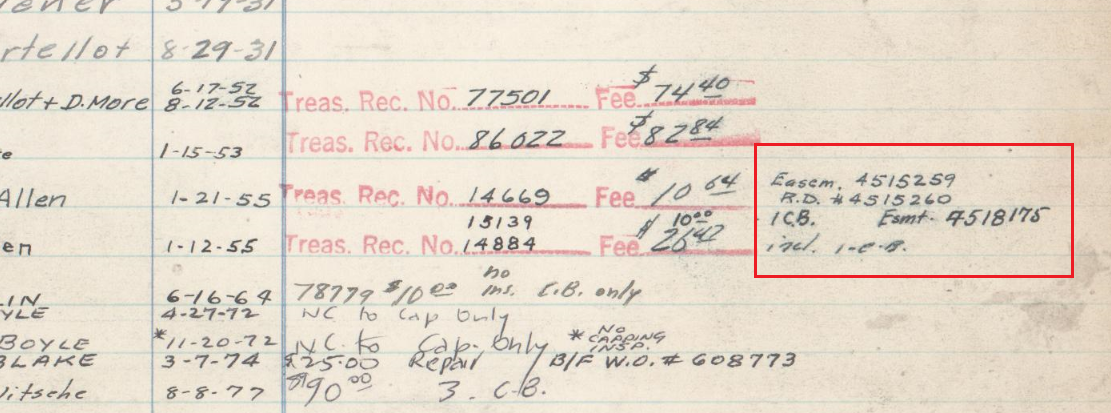 8-29-31
6-17-52
D. More 8-12-52 Treas. Rec. No. 77501 Fee $ 74 40
Treas. Rec. No. 86022 Fee $ 82 84
1-15-53
Easem. 4515259
Allen 1-21-55 Treas. Rec. No. 14669 Fee $ 10 64 R.D. # 4515260
15139 $ 10 00 1 C.B. Esmt. 4518175
en 1-12-55 Treas. Rec. No. 14884 Fee 26 42 incl. 1-C-B.
no
LIN 6-16-64 78779 $10 00 ins. C.B. only
YLE 4-27-72 NC to Cap Only
BOYLE *11-20-72 NC. to Cap. Only * NO CAPPING INSP.
BLAKE 3-7-74 $25.00 Repair B/F W.O. # 608773
8-8-77 $90 00 3. C.B.